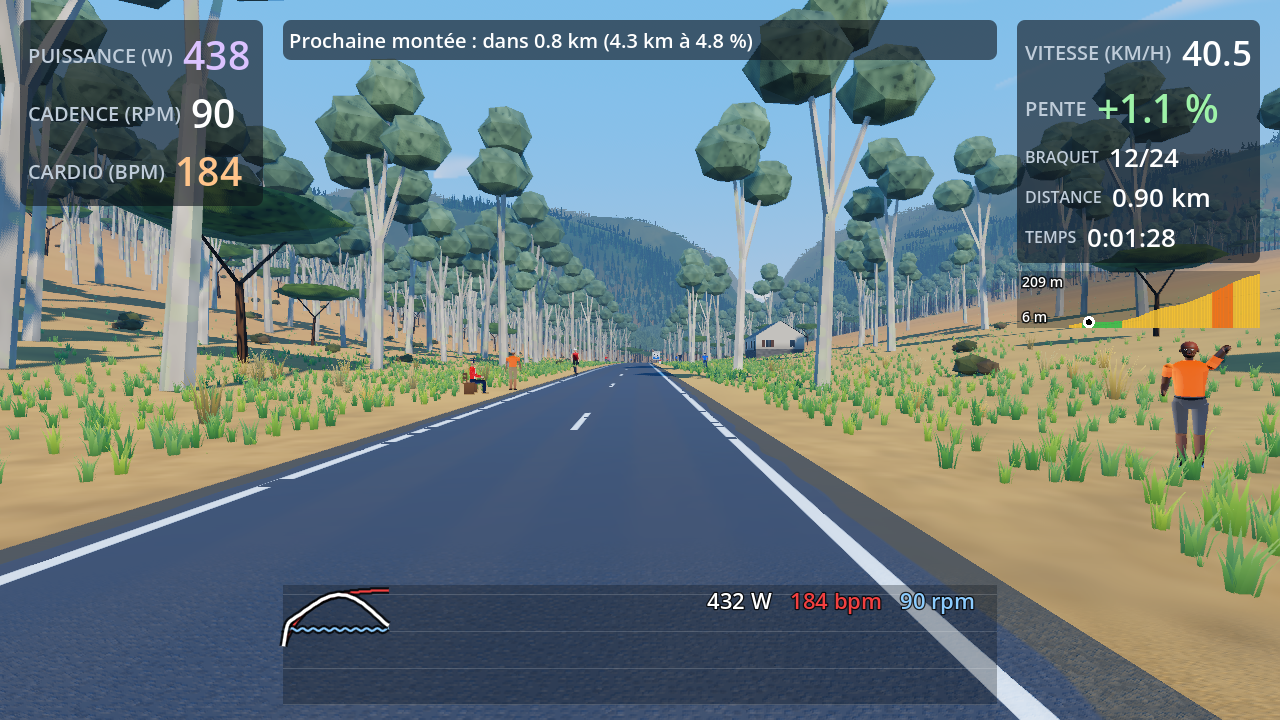 PUISSANCE (W) 438
CADENCE (RPM) 90
CARDIO (BPM) 184
Prochaine montée : dans 0.8 km (4.3 km à 4.8 %)
VITESSE (KM/H) 40.5
PENTE +1.1 %
BRAQUET 12/24
DISTANCE 0.90 km
TEMPS 0:01:28
209 m
6 m
432 W 184 bpm 90 rpm